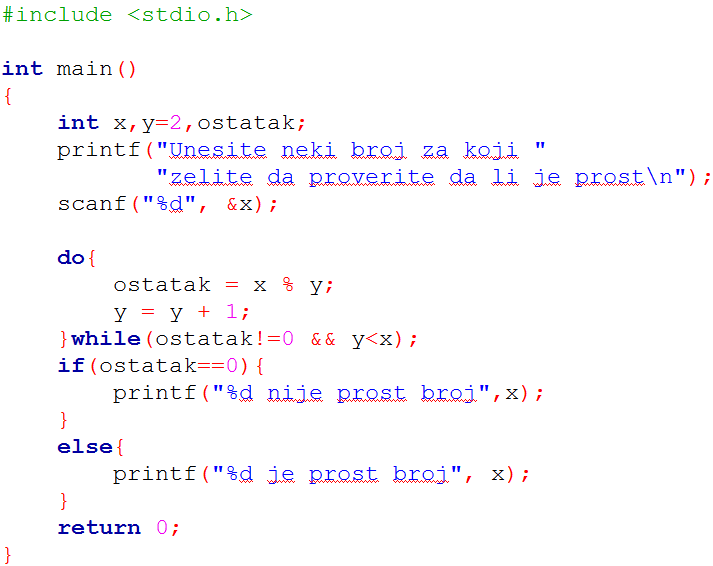 #include <stdio.h>

int main()
{
    int x,y=2,ostatak;
    printf("Unesite neki broj za koji "
           "zelite da proverite da li je prost\n");
    scanf("%d", &x);

    do{
        ostatak = x % y;
        y = y + 1;
    }while(ostatak!=0 && y<x);
    if(ostatak==0){
        printf("%d nije prost broj",x);
    }
    else{
        printf("%d je prost broj", x);
    }
    return 0;
}